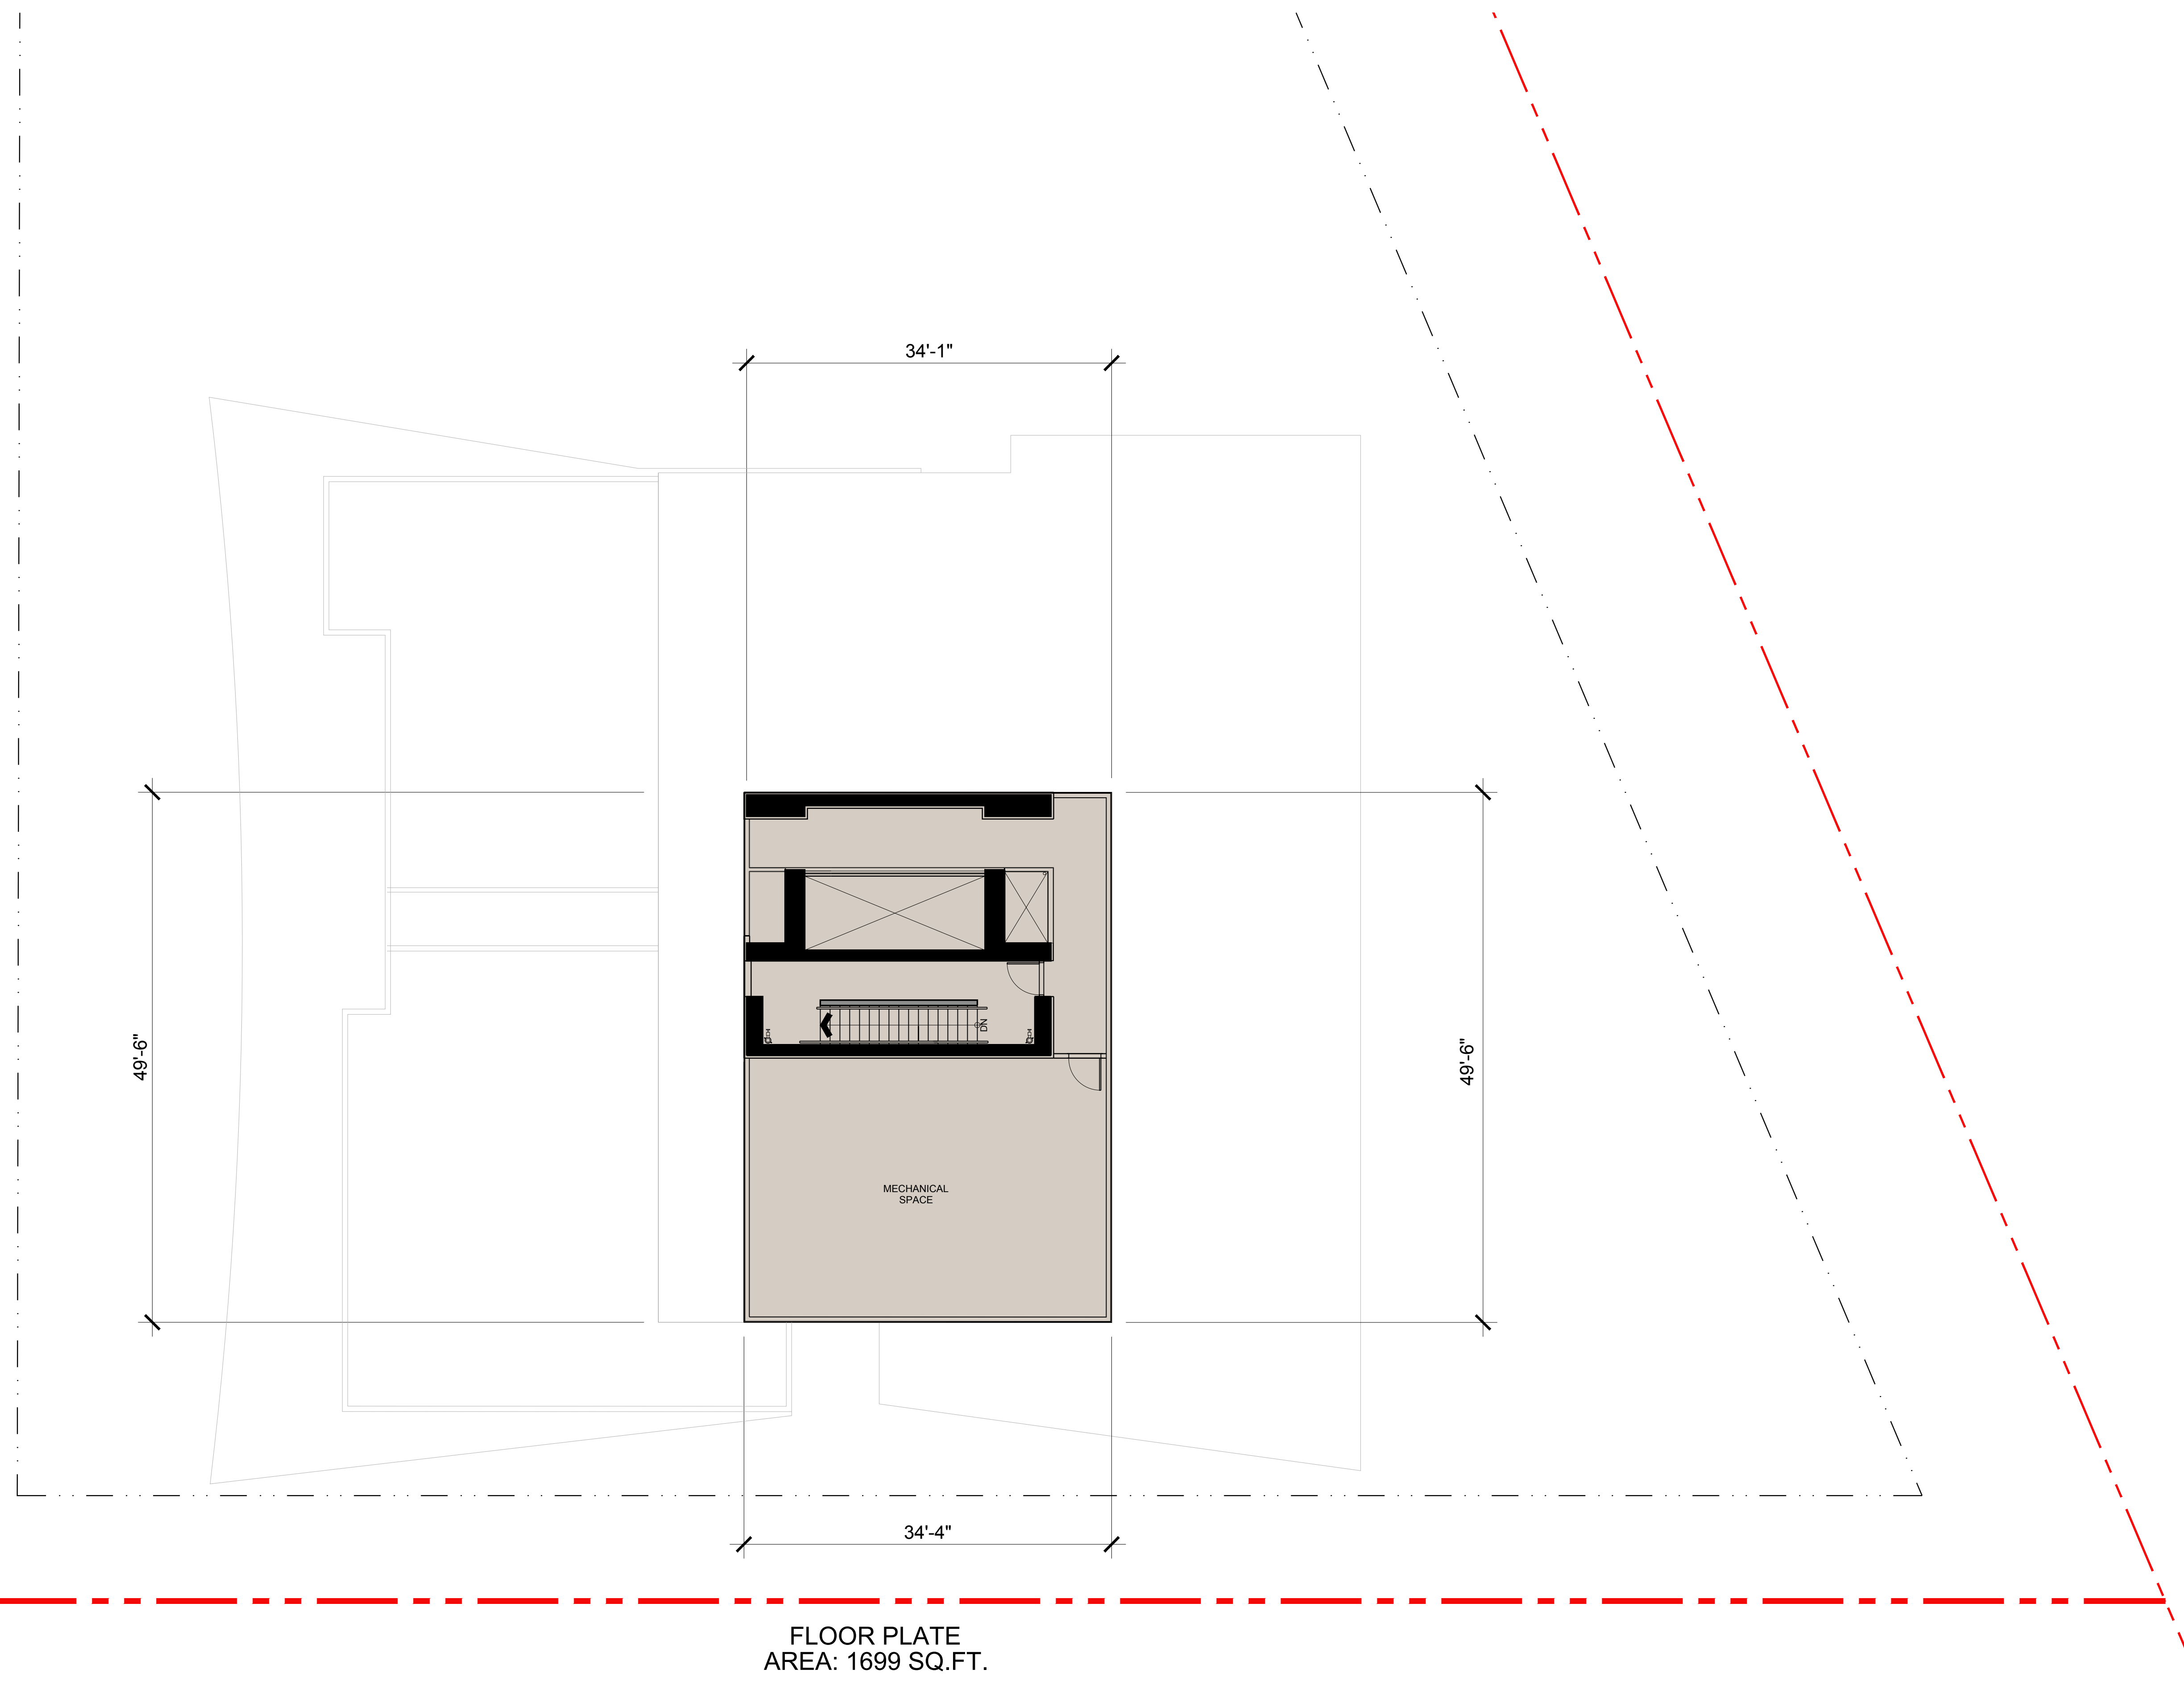 34'-1"
49'-6"
49'-6"
DN
MECHANICAL
SPACE
34'-4"
FLOOR PLATE
AREA: 1699 SQ.FT.